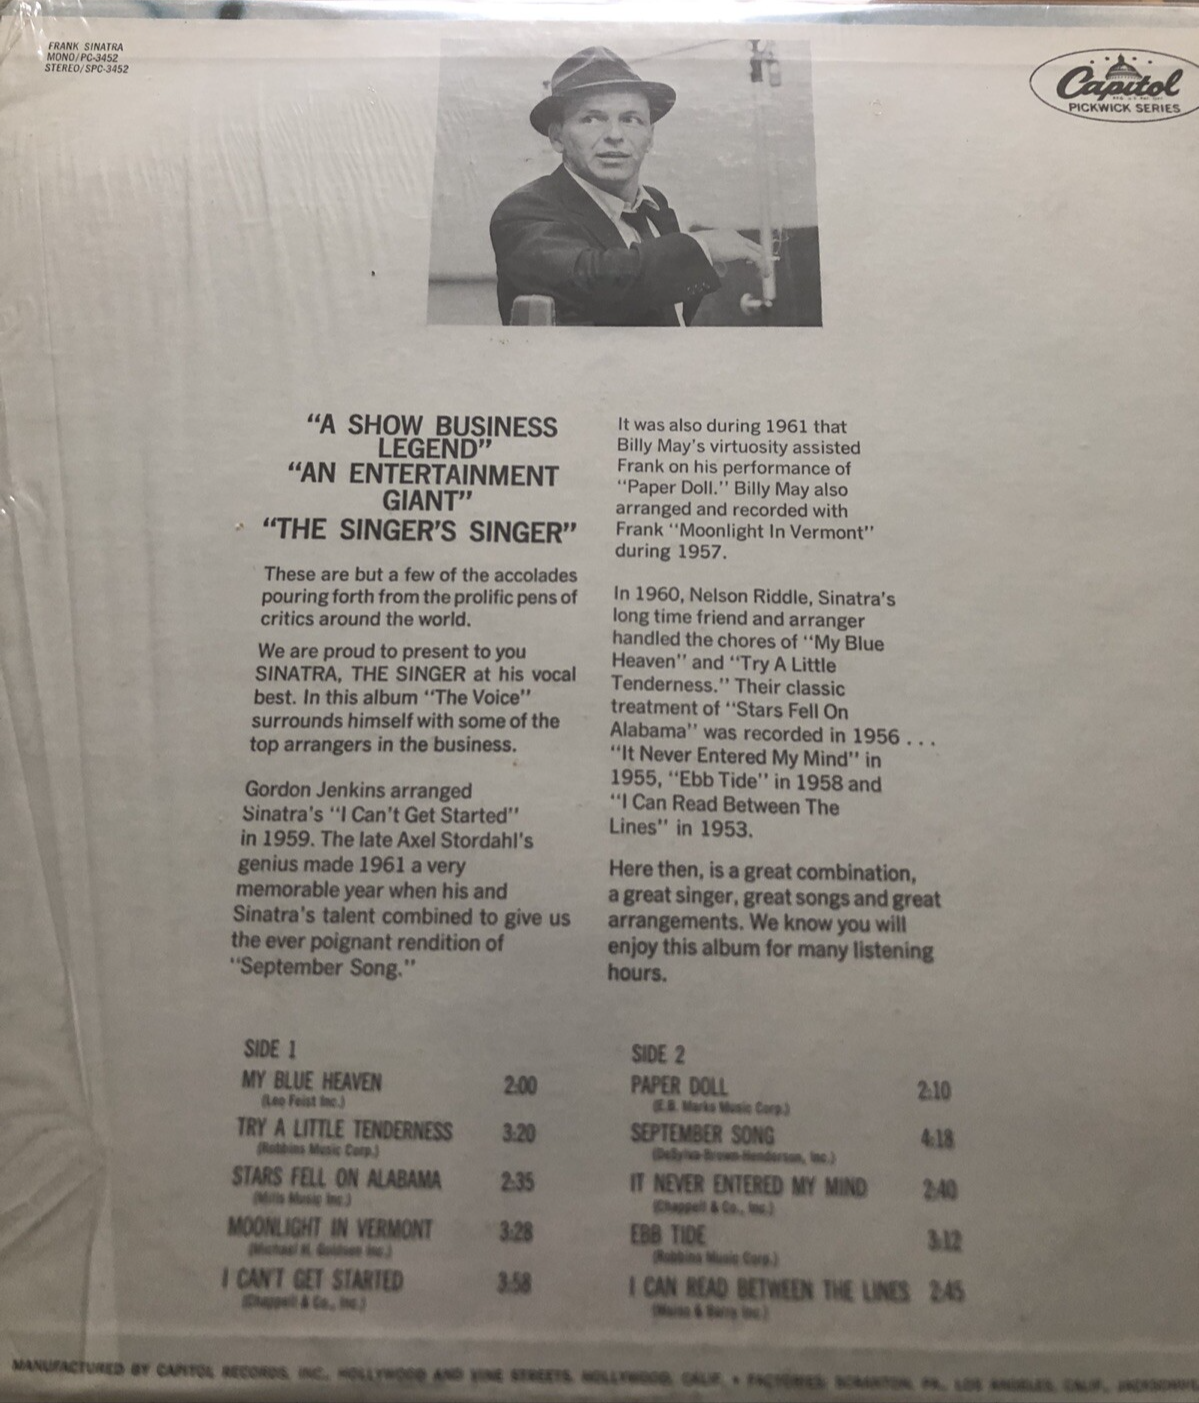 FRANK SINATRA
MONO/PC-3452
STEREO/SPC-3452
Capitol
PICKWICK SERIES
“A SHOW BUSINESS
LEGEND”
“AN ENTERTAINMENT
GIANT”
“THE SINGER’S SINGER”
These are but a few of the accolades
pouring forth from the prolific pens of
critics around the world.
We are proud to present to you
SINATRA, THE SINGER at his vocal
best. In this album “The Voice”
surrounds himself with some of the
top arrangers in the business.
Gordon Jenkins arranged
Sinatra’s “I Can’t Get Started”
in 1959. The late Axel Stordahl’s
genius made 1961 a very
memorable year when his and
Sinatra’s talent combined to give us
the ever poignant rendition of
“September Song.”
It was also during 1961 that
Billy May’s virtuosity assisted
Frank on his performance of
“Paper Doll.” Billy May also
arranged and recorded with
Frank “Moonlight In Vermont”
during 1957.
In 1960, Nelson Riddle, Sinatra’s
long time friend and arranger
handled the chores of “My Blue
Heaven” and “Try A Little
Tenderness.” Their classic
treatment of “Stars Fell On
Alabama” was recorded in 1956 . . .
“It Never Entered My Mind” in
1955, “Ebb Tide” in 1958 and
“I Can Read Between The
Lines” in 1953.
Here then, is a great combination,
a great singer, great songs and great
arrangements. We know you will
enjoy this album for many listening
hours.
SIDE 1
MY BLUE HEAVEN 2:00
(Leo Feist Inc.)
TRY A LITTLE TENDERNESS 3:20
(Robbins Music Corp.)
STARS FELL ON ALABAMA 2:35
(Mills Music Inc.)
MOONLIGHT IN VERMONT 3:28
(Michael H. Goldsen Inc.)
I CAN’T GET STARTED 3:58
(Chappell & Co., Inc.)
SIDE 2
PAPER DOLL 2:10
(E.B. Marks Music Corp.)
SEPTEMBER SONG 4:18
(DeSylva-Brown-Henderson, Inc.)
IT NEVER ENTERED MY MIND 2:40
(Chappell & Co., Inc.)
EBB TIDE 3:12
(Robbins Music Corp.)
I CAN READ BETWEEN THE LINES 2:45
MANUFACTURED BY CAPITOL RECORDS, INC., HOLLYWOOD AND VINE STREETS, HOLLYWOOD, CALIF. • FACTORIES: SCRANTON, PA., LOS ANGELES, CALIF.,